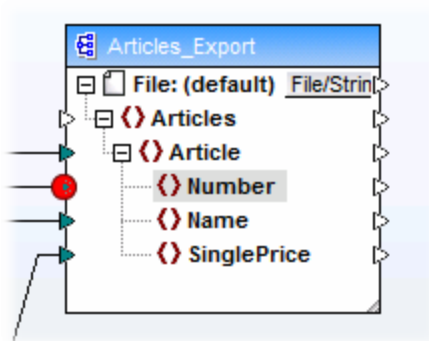 Articles_Export
File: (default) File/Strin
Articles
Article
Number
Name
SinglePrice